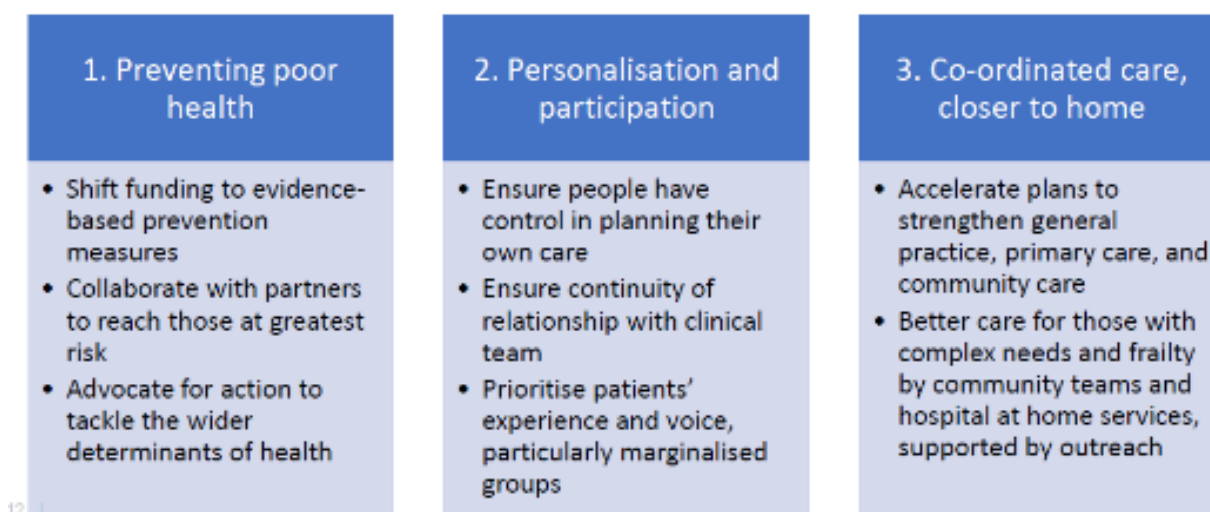 1. Preventing poor
health
• Shift funding to evidence-
based prevention
measures
• Collaborate with partners
to reach those at greatest
risk
• Advocate for action to
tackle the wider
determinants of health
2. Personalisation and
participation
• Ensure people have
control in planning their
own care
• Ensure continuity of
relationship with clinical
team
• Prioritise patients’
experience and voice,
particularly marginalised
groups
3. Co-ordinated care,
closer to home
• Accelerate plans to
strengthen general
practice, primary care, and
community care
• Better care for those with
complex needs and frailty
by community teams and
hospital at home services,
supported by outreach
12 |